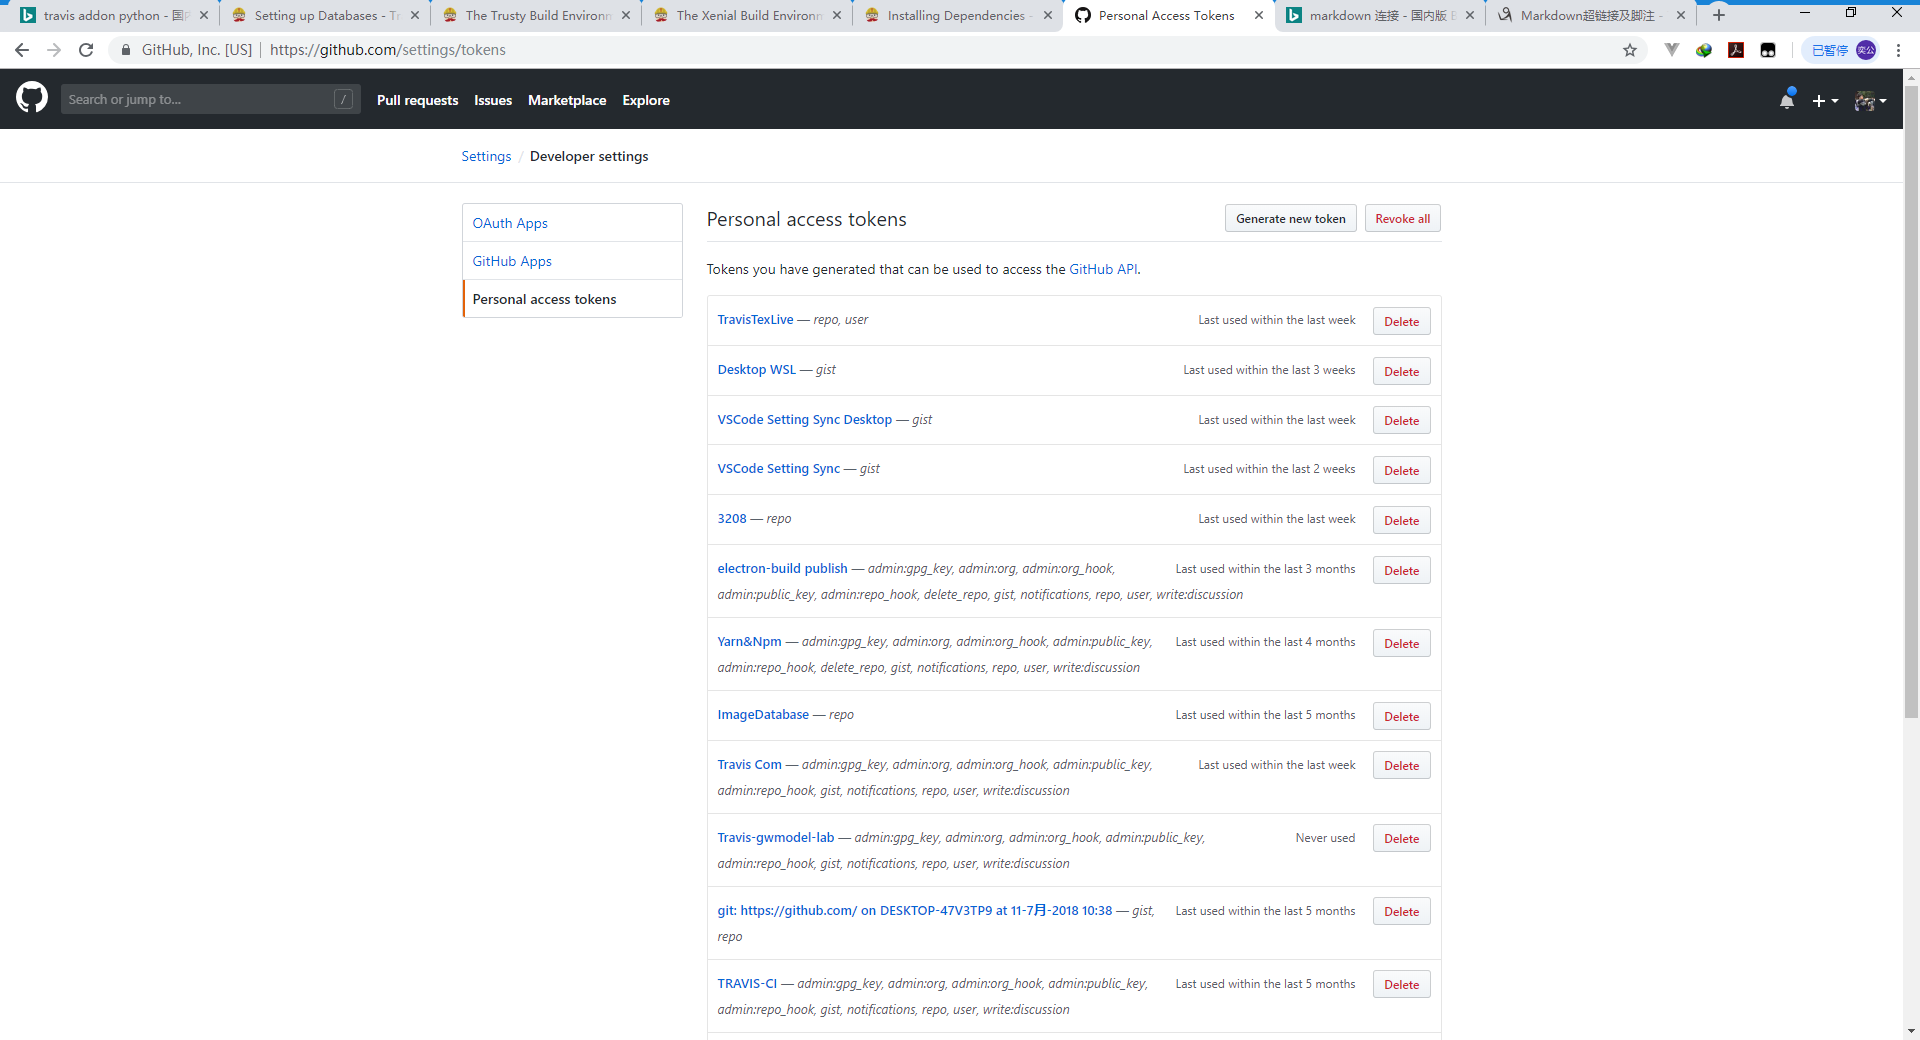 travis addon python - 国内
Setting up Databases - Tr
The Trusty Build Environm
The Xenial Build Environm
Installing Dependencies -
Personal Access Tokens
markdown 连接 - 国内版 B
Markdown超链接及脚注 -
GitHub, Inc. [US] | https://github.com/settings/tokens
已暂停 奕公
Search or jump to... /
Pull requests Issues Marketplace Explore
Settings / Developer settings
OAuth Apps
GitHub Apps
Personal access tokens
Personal access tokens
Generate new token Revoke all
Tokens you have generated that can be used to access the GitHub API.
TravisTexLive — repo, user Last used within the last week Delete
Desktop WSL — gist Last used within the last 3 weeks Delete
VSCode Setting Sync Desktop — gist Last used within the last week Delete
VSCode Setting Sync — gist Last used within the last 2 weeks Delete
3208 — repo Last used within the last week Delete
electron-build publish — admin:gpg_key, admin:org, admin:org_hook, Last used within the last 3 months Delete
admin:public_key, admin:repo_hook, delete_repo, gist, notifications, repo, user, write:discussion
Yarn&Npm — admin:gpg_key, admin:org, admin:org_hook, admin:public_key, Last used within the last 4 months Delete
admin:repo_hook, delete_repo, gist, notifications, repo, user, write:discussion
ImageDatabase — repo Last used within the last 5 months Delete
Travis Com — admin:gpg_key, admin:org, admin:org_hook, admin:public_key, Last used within the last week Delete
admin:repo_hook, gist, notifications, repo, user, write:discussion
Travis-gwmodel-lab — admin:gpg_key, admin:org, admin:org_hook, admin:public_key, Never used Delete
admin:repo_hook, gist, notifications, repo, user, write:discussion
git: https://github.com/ on DESKTOP-47V3TP9 at 11-7月-2018 10:38 — gist, Last used within the last 5 months Delete
repo
TRAVIS-CI — admin:gpg_key, admin:org, admin:org_hook, admin:public_key, Last used within the last 5 months Delete
admin:repo_hook, gist, notifications, repo, user, write:discussion